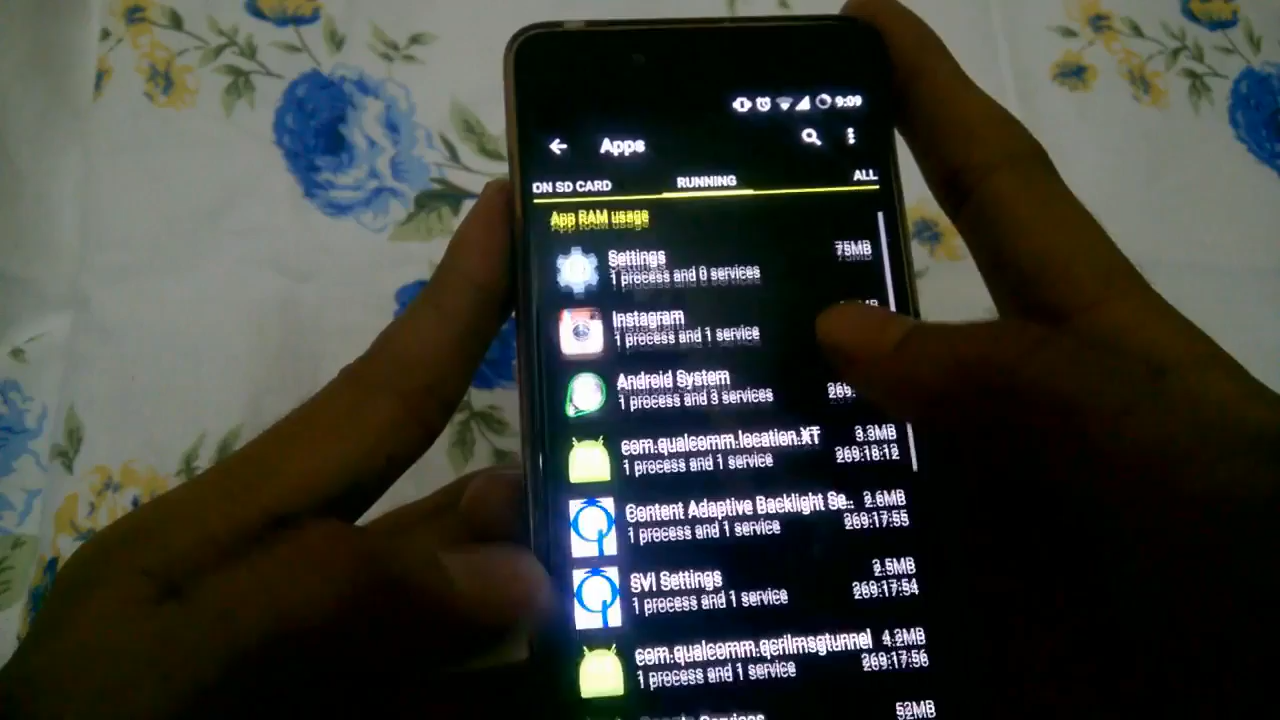 9:09
Apps
ON SD CARD RUNNING ALL
App RAM usage
Settings 75MB
1 process and 0 services
Instagram MB
1 process and 1 service
Android System
1 process and 3 services 269:
com.qualcomm.location.XT 3.3MB
1 process and 1 service 269:18:12
Content Adaptive Backlight Se.. 2.6MB
1 process and 1 service 269:17:55
SVI Settings 2.5MB
1 process and 1 service 269:17:54
com.qualcomm.qcrilmsgtunnel 4.2MB
1 process and 1 service 269:17:56
Services 52MB